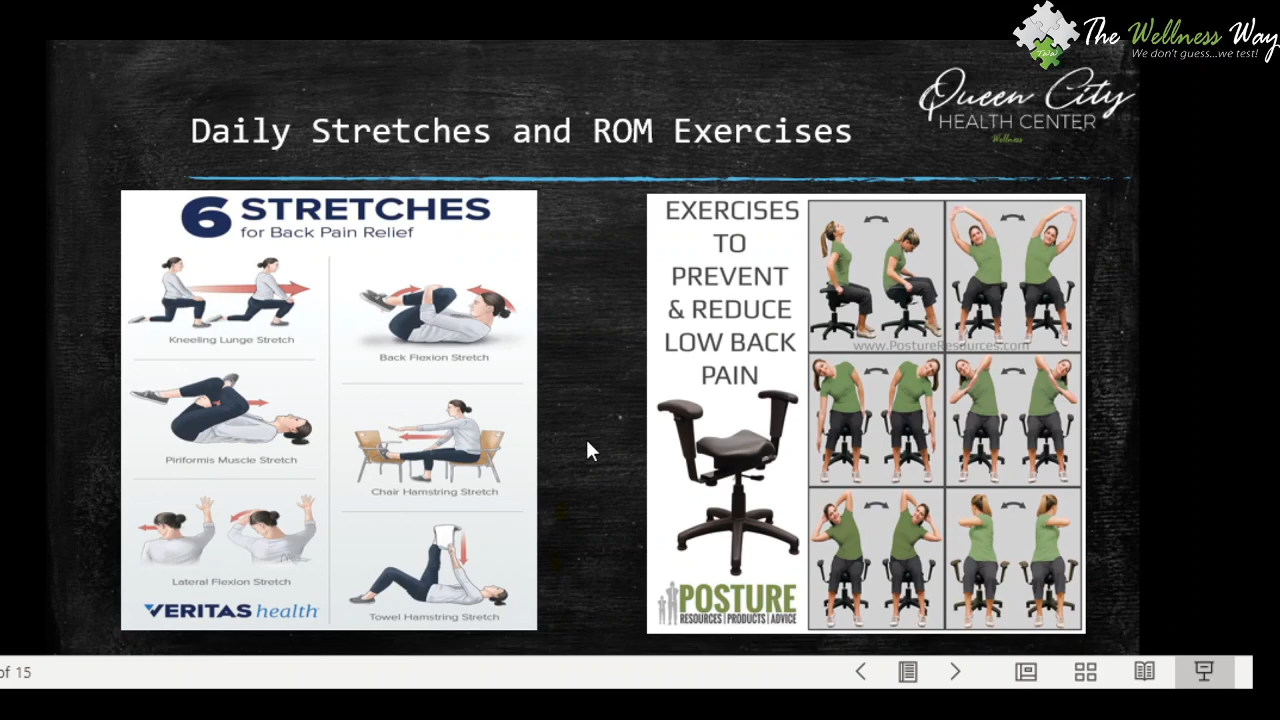 The Wellness Way
We don't guess...we test!
Queen City
HEALTH CENTER
Wellness
Daily Stretches and ROM Exercises
6 STRETCHES
for Back Pain Relief
Kneeling Lunge Stretch
Back Flexion Stretch
Piriformis Muscle Stretch
Chair Hamstring Stretch
Lateral Flexion Stretch
Towel Hamstring Stretch
VERITAS health
EXERCISES
TO
PREVENT
& REDUCE
LOW BACK
PAIN
www.PostureResources.com
POSTURE
RESOURCES | PRODUCTS | ADVICE
of 15